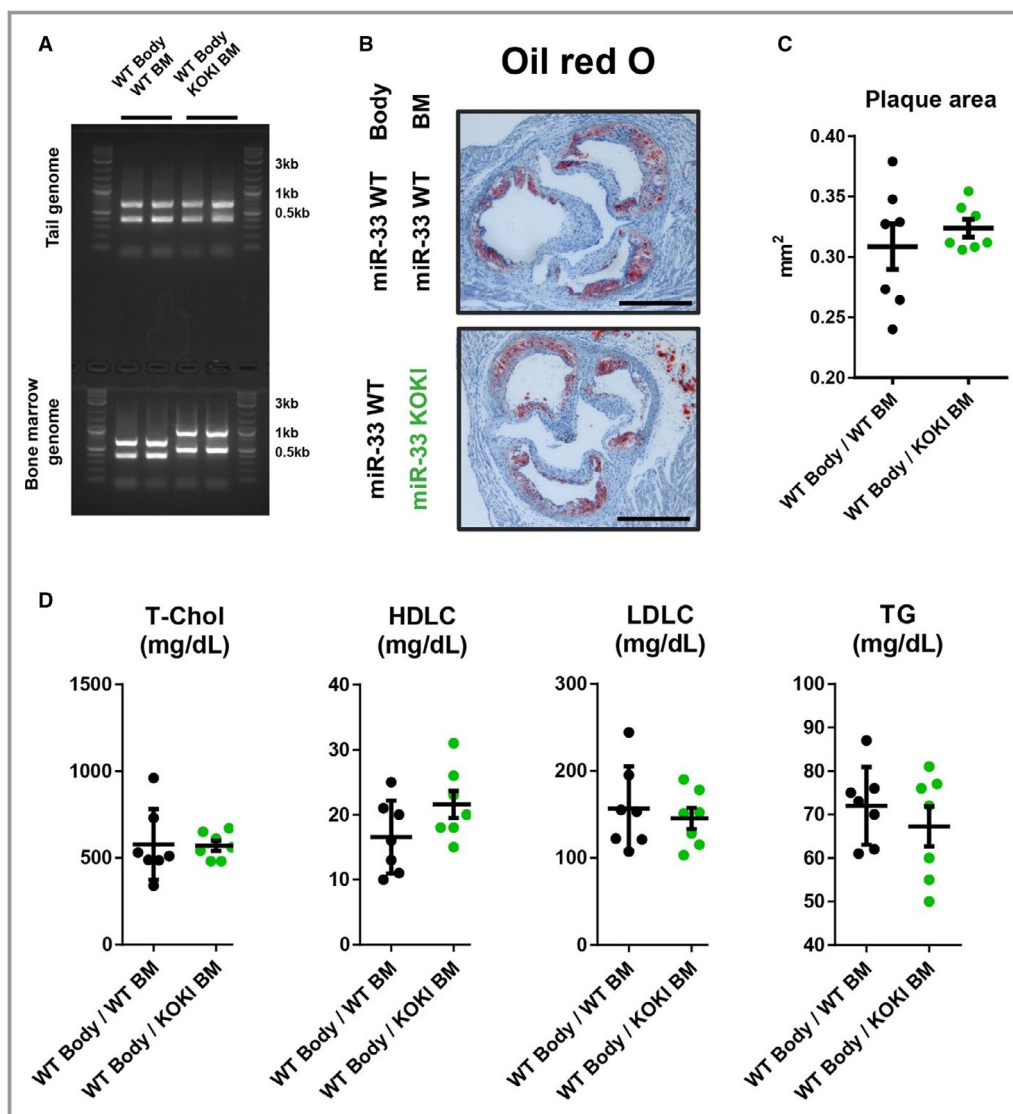 A
WT Body
WT BM
WT Body
KOKI BM
Tail genome
3kb
1kb
0.5kb
Bone marrow
genome
3kb
1kb
0.5kb
B
Oil red O
Body
BM
miR-33 WT
miR-33 WT
miR-33 WT
miR-33 KOKI
C
Plaque area
mm²
0.40
0.35
0.30
0.25
0.20
WT Body / WT BM
WT Body / KOKI BM
D
T-Chol
(mg/dL)
1500
1000
500
0
WT Body / WT BM
WT Body / KOKI BM
HDLC
(mg/dL)
40
30
20
10
0
WT Body / WT BM
WT Body / KOKI BM
LDLC
(mg/dL)
300
200
100
0
WT Body / WT BM
WT Body / KOKI BM
TG
(mg/dL)
100
90
80
70
60
50
40
WT Body / WT BM
WT Body / KOKI BM